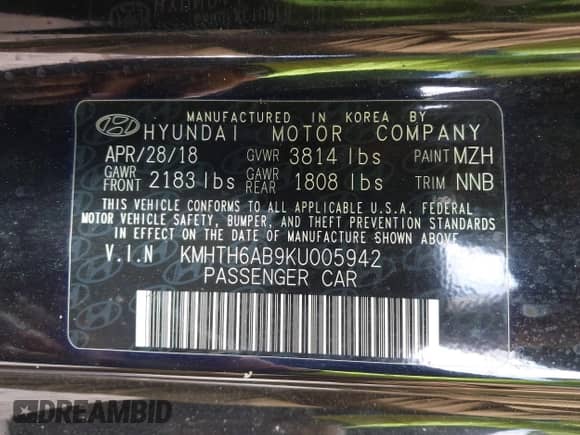 MANUFACTURED IN KOREA BY
HYUNDAI MOTOR COMPANY
APR/28/18 GVWR 3814 lbs PAINT MZH
GAWR FRONT 2183 lbs GAWR REAR 1808 lbs TRIM NNB
THIS VEHICLE CONFORMS TO ALL APPLICABLE U.S.A. FEDERAL
MOTOR VEHICLE SAFETY, BUMPER, AND THEFT PREVENTION STANDARDS
IN EFFECT ON THE DATE OF MANUFACTURE SHOWN ABOVE.
V.I.N KMHTH6AB9KU005942
PASSENGER CAR
DREAMBID